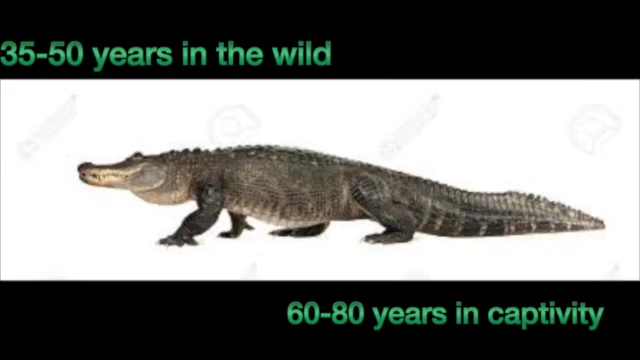 35-50 years in the wild
60-80 years in captivity